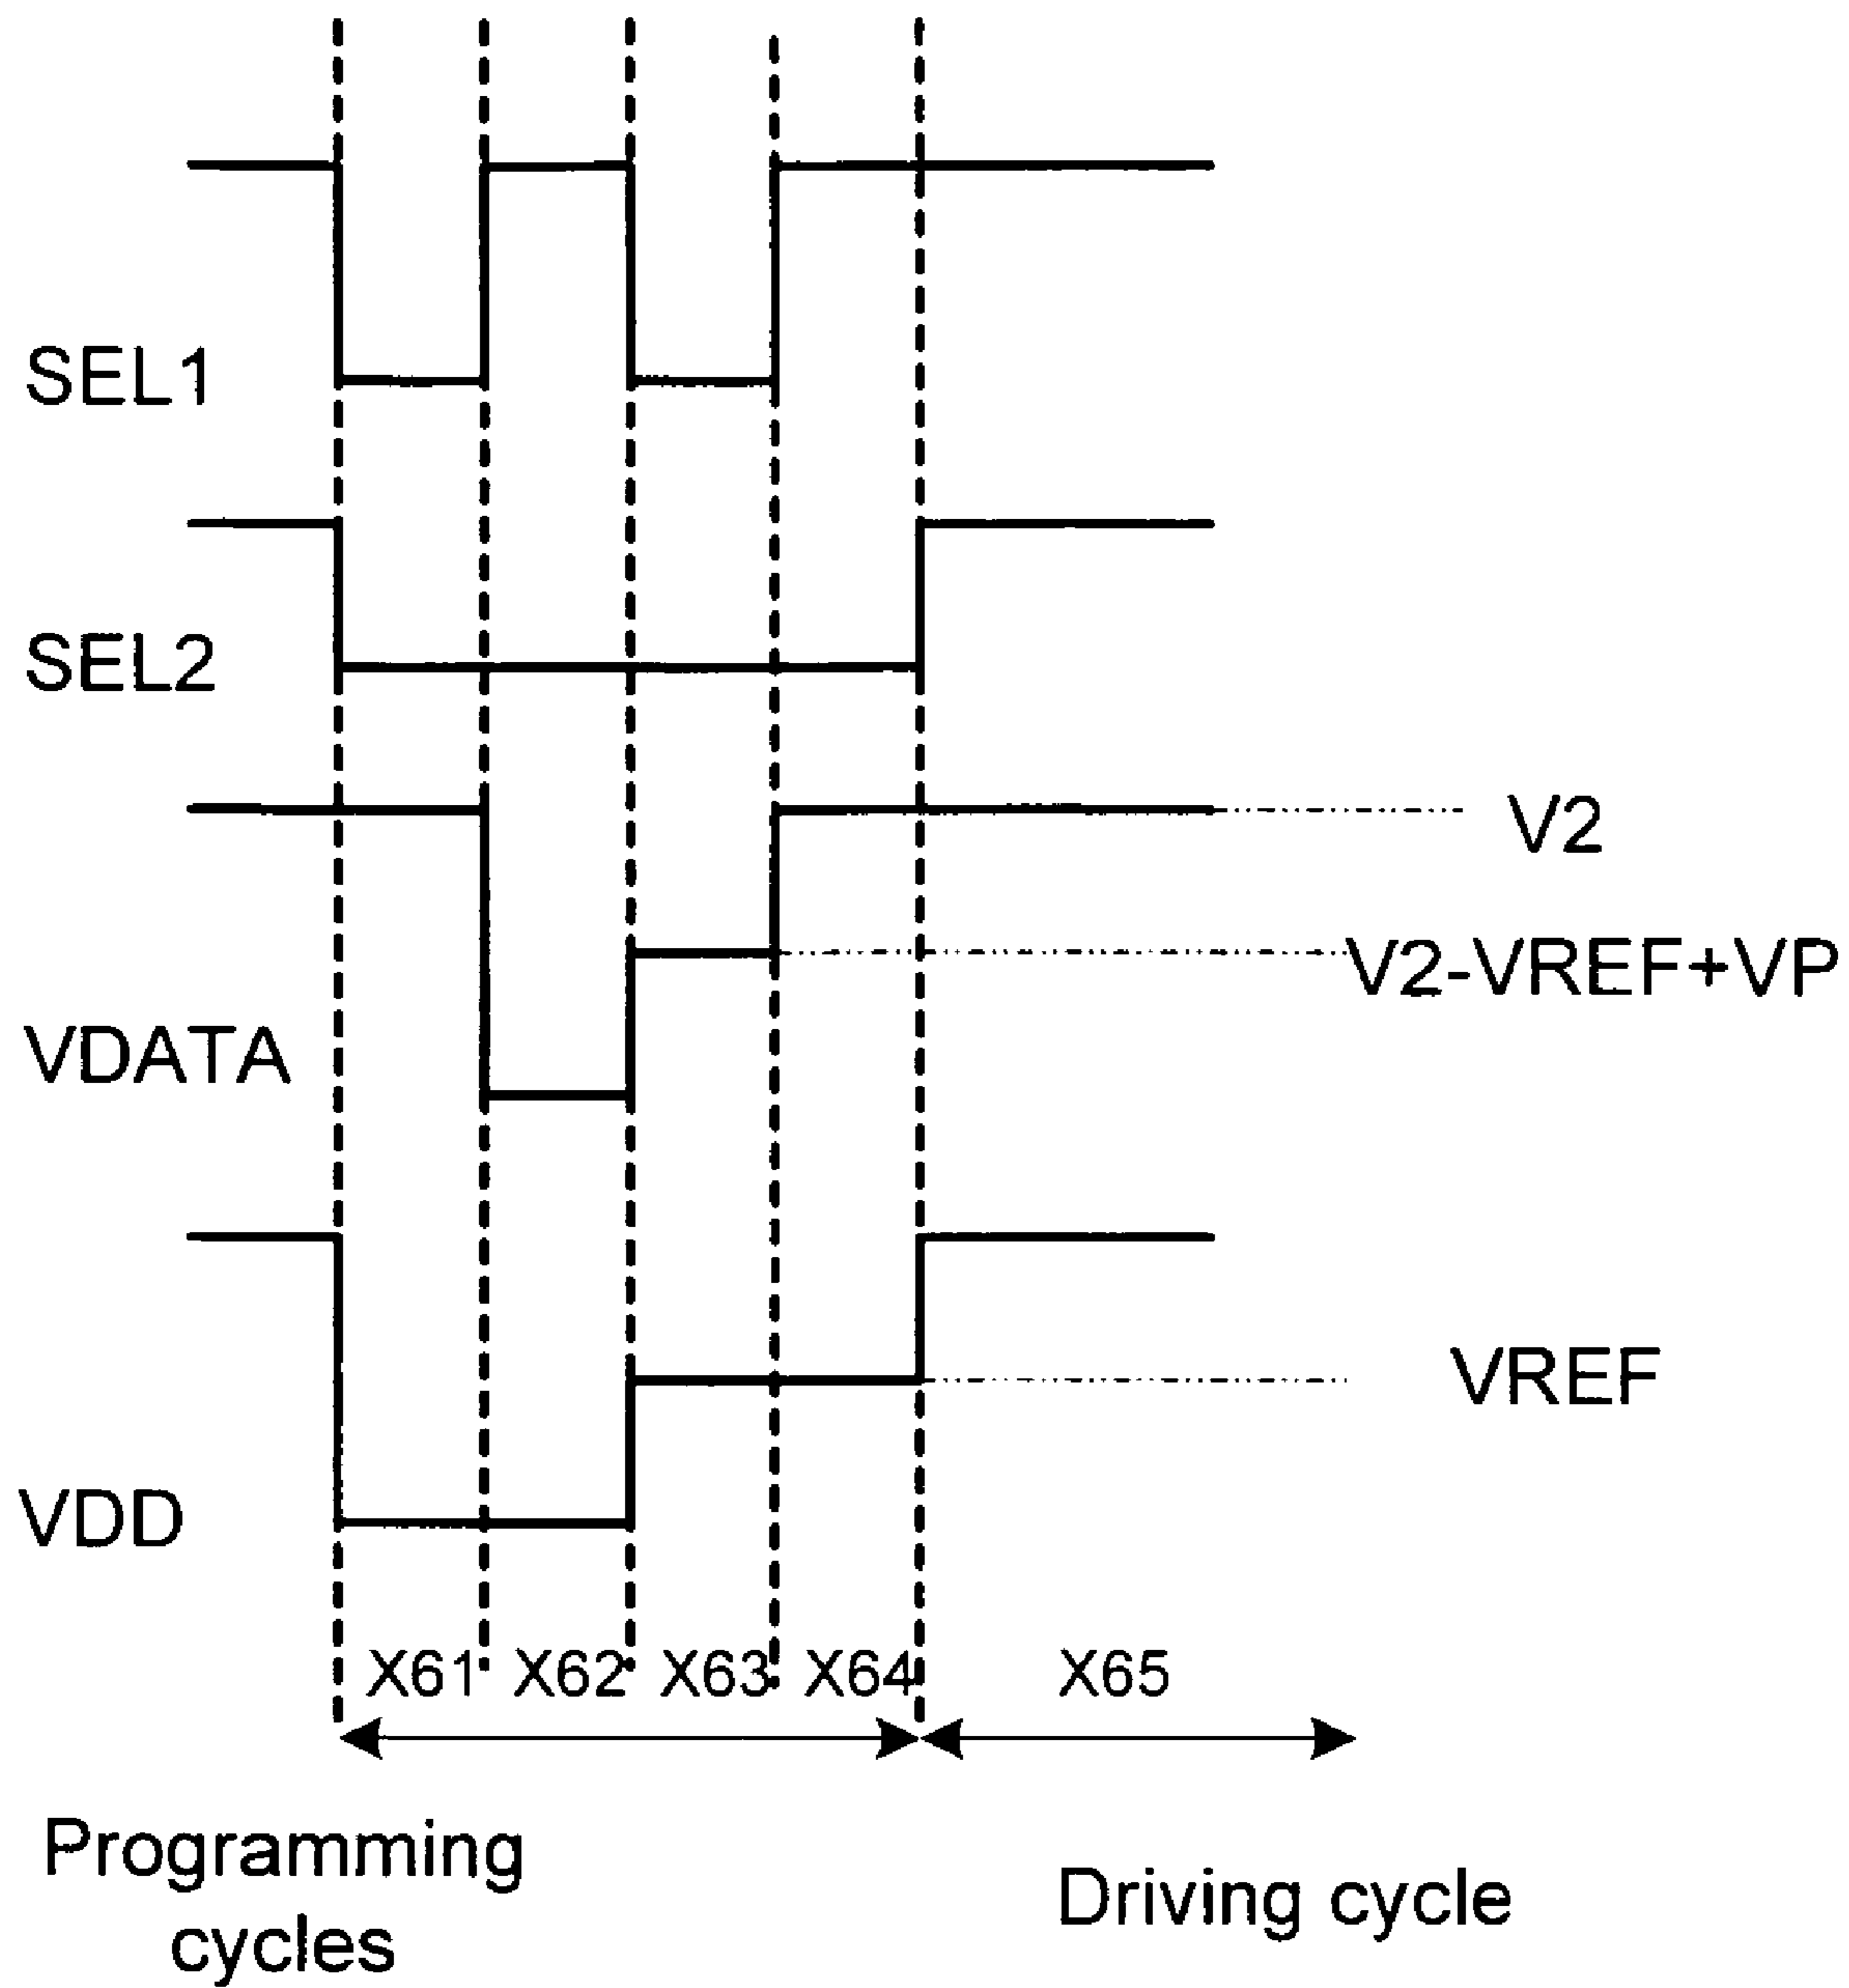 SEL1
SEL2
V2
V2-VREF+VP
VDATA
VREF
VDD
X61 X62 X63 X64 X65
Programming
cycles
Driving cycle